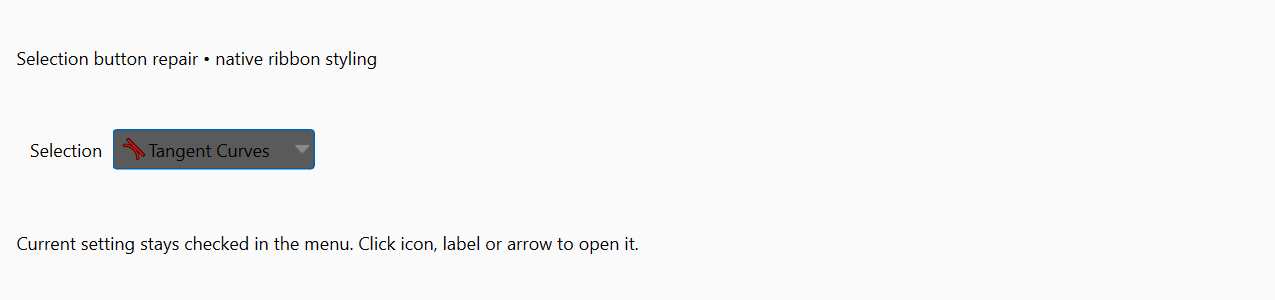 Selection button repair • native ribbon styling
Selection Tangent Curves
Current setting stays checked in the menu. Click icon, label or arrow to open it.